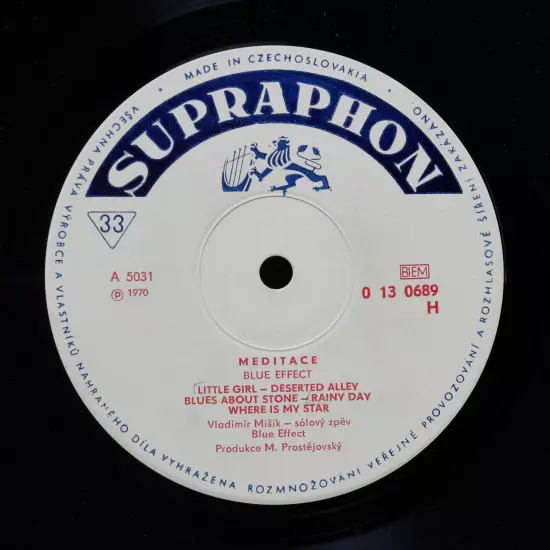 MADE IN CZECHOSLOVAKIA
SUPRAPHON
33
A 5031
Ⓟ 1970
BIEM
0 13 0689
H
MEDITACE
BLUE EFFECT
LITTLE GIRL – DESERTED ALLEY
BLUES ABOUT STONE – RAINY DAY
WHERE IS MY STAR
Vladimír Mišík – sólový zpěv
Blue Effect
Produkce M. Prostějovský
VŠECHNA PRÁVA VÝROBCE A VLASTNÍKŮ NAHRANÉHO DÍLA VYHRAŽENA ROZMNOŽOVÁNÍ VEŘEJNÉ PROVOZOVÁNÍ A ROZHLASOVÉ ŠÍŘENÍ ZAKÁZÁNO